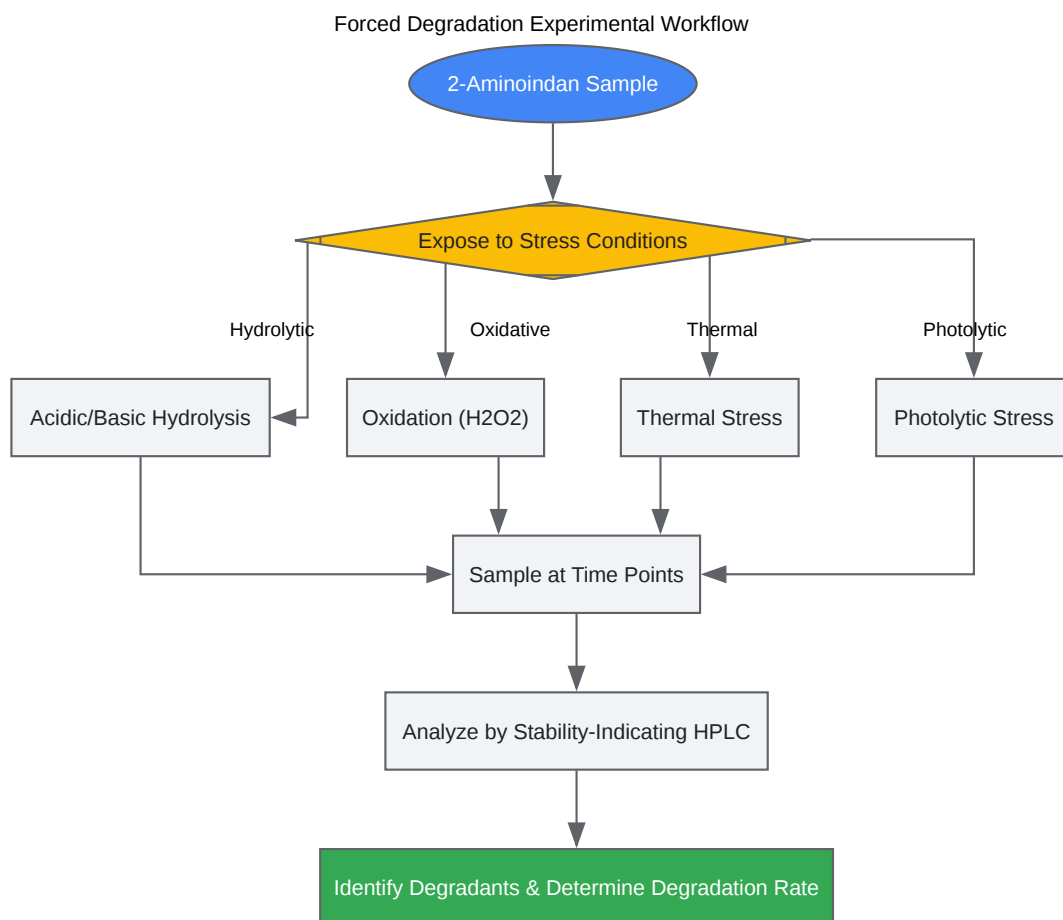 Forced Degradation Experimental Workflow
2-Aminoindan Sample
Expose to Stress Conditions
Hydrolytic
Oxidative
Thermal
Photolytic
Acidic/Basic Hydrolysis
Oxidation (H2O2)
Thermal Stress
Photolytic Stress
Sample at Time Points
Analyze by Stability-Indicating HPLC
Identify Degradants & Determine Degradation Rate